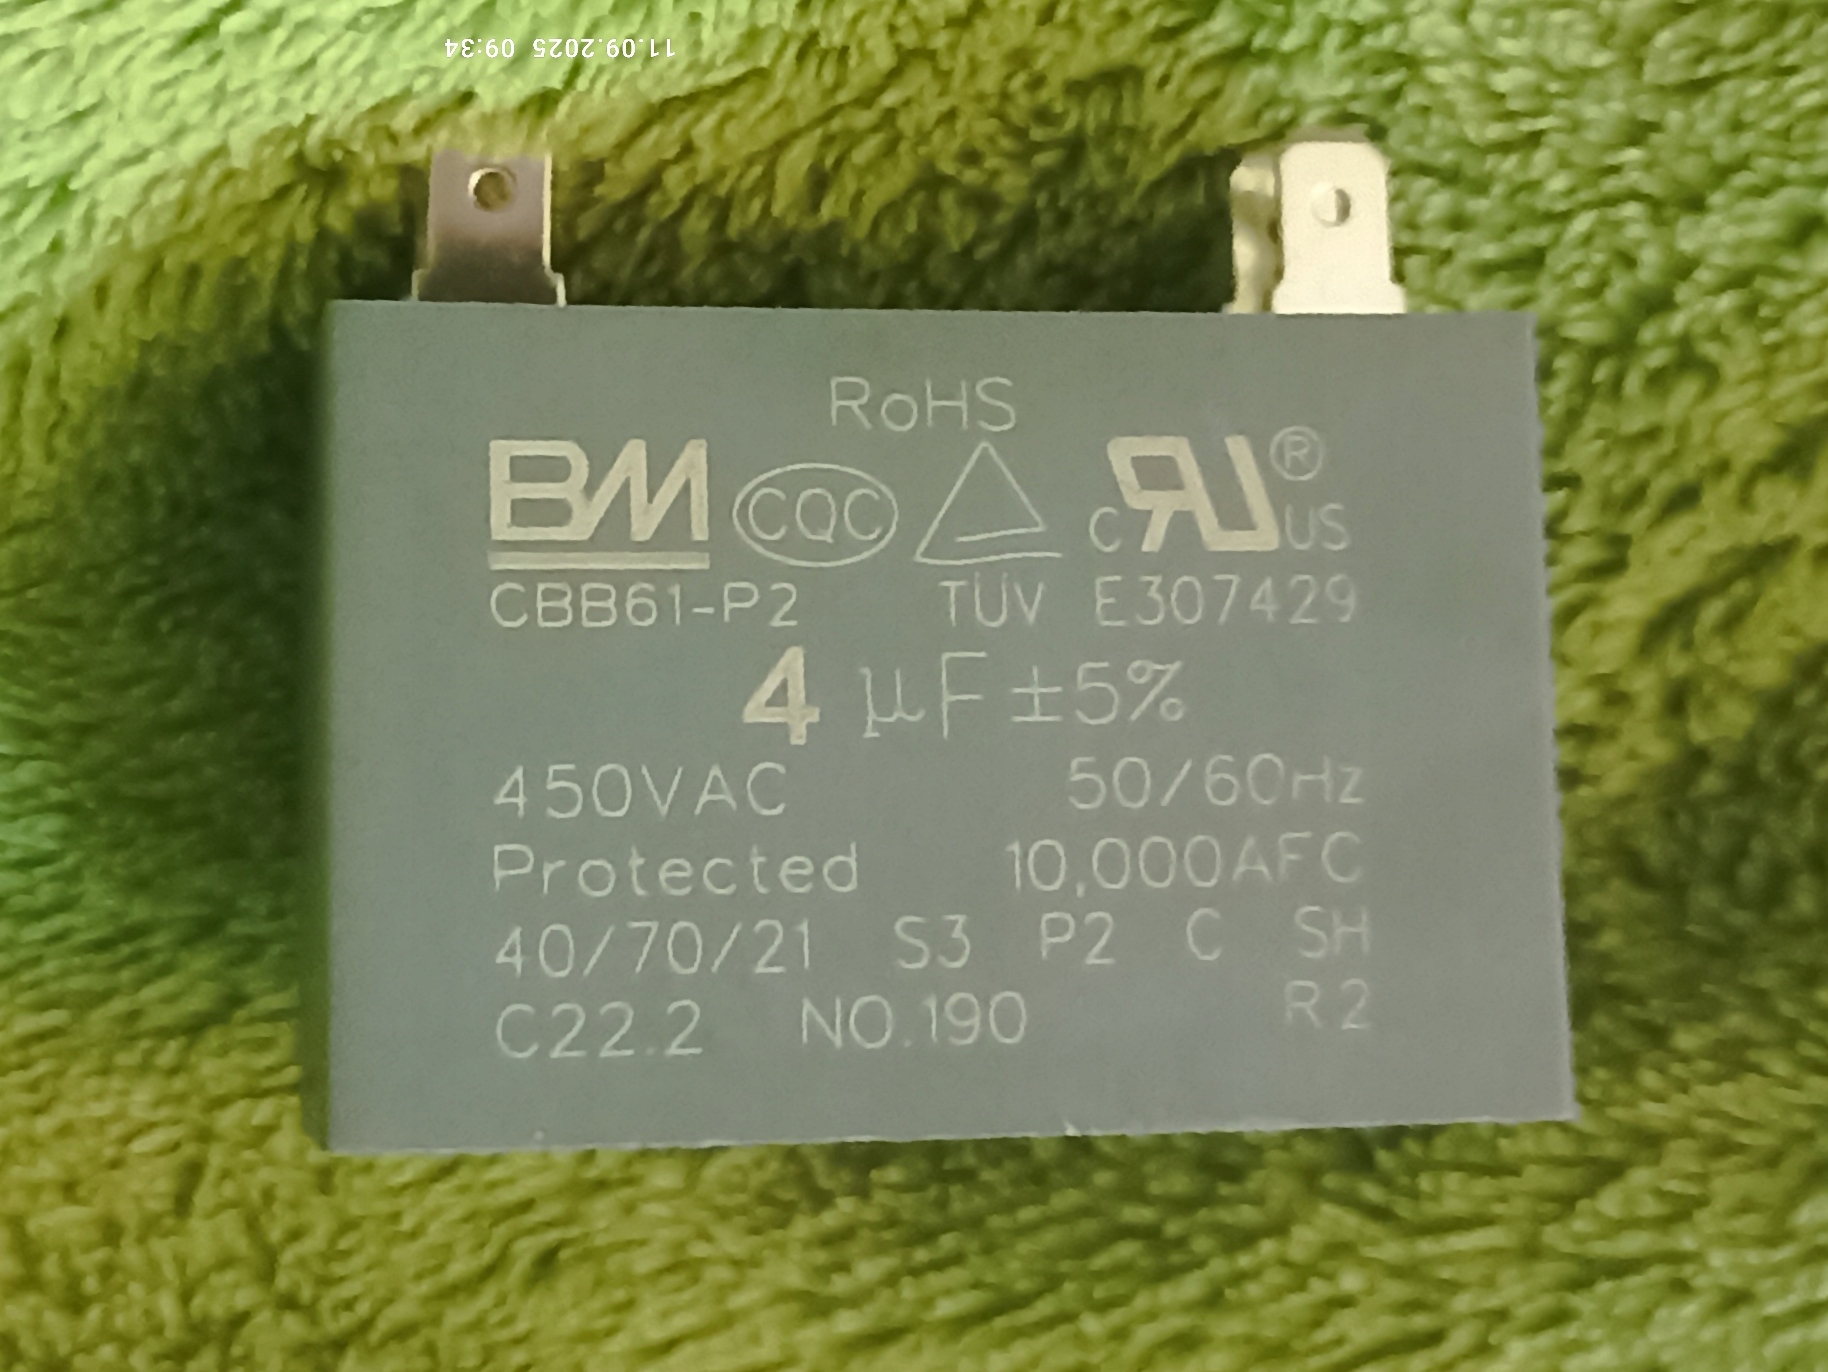 11.09.2025 09:34
RoHS
BM CQC cRU® US
CBB61-P2 TÜV E307429
4 µF ±5%
450VAC 50/60Hz
Protected 10,000AFC
40/70/21 S3 P2 C SH
C22.2 NO.190 R2